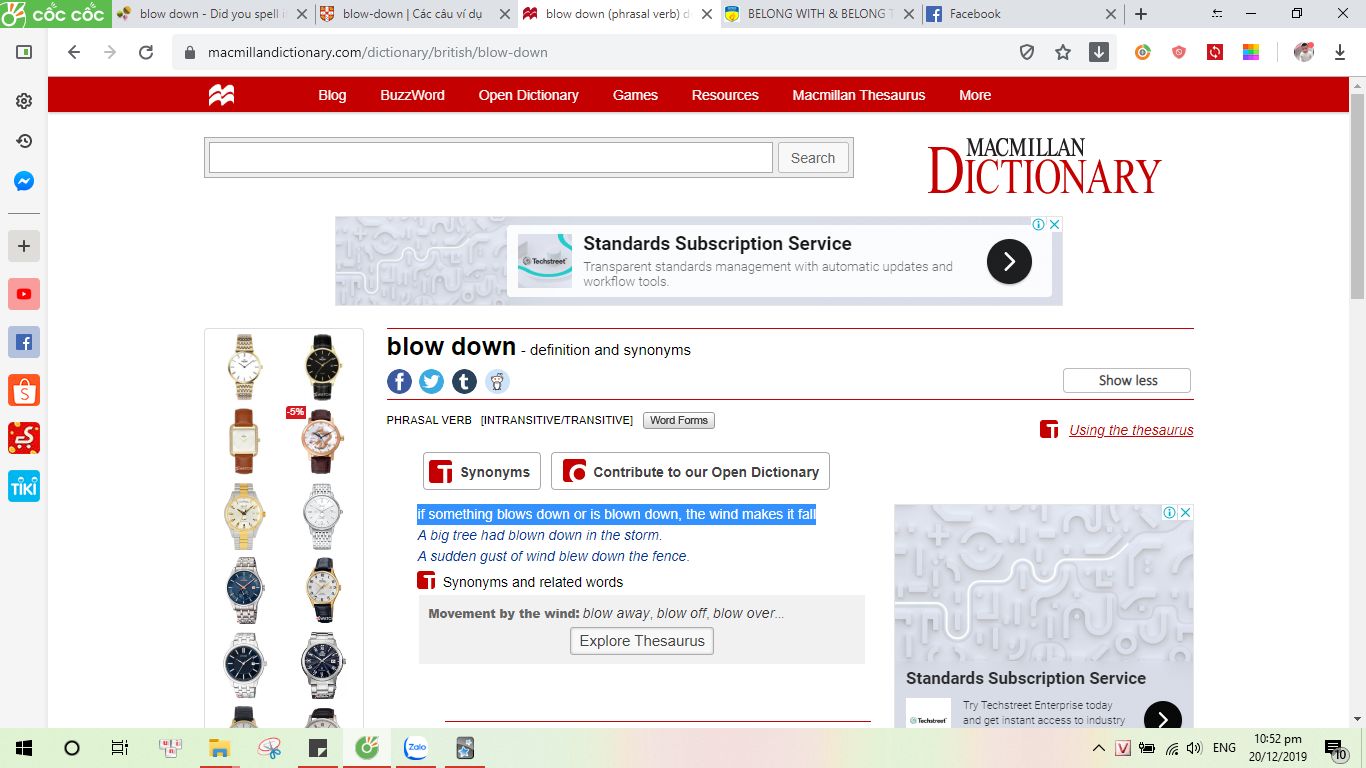 cốc cốc
blow down - Did you spell i
blow-down | Các câu ví dụ
blow down (phrasal verb) d
BELONG WITH & BELONG T
Facebook
macmillandictionary.com/dictionary/british/blow-down
Blog BuzzWord Open Dictionary Games Resources Macmillan Thesaurus More
Search
MACMILLAN
DICTIONARY
Standards Subscription Service
Techstreet
Transparent standards management with automatic updates and
workflow tools.
blow down - definition and synonyms
Show less
PHRASAL VERB [INTRANSITIVE/TRANSITIVE] Word Forms
-5%
Using the thesaurus
Synonyms
Contribute to our Open Dictionary
if something blows down or is blown down, the wind makes it fall
A big tree had blown down in the storm.
A sudden gust of wind blew down the fence.
Synonyms and related words
Movement by the wind: blow away, blow off, blow over...
Explore Thesaurus
TIKI
Standards Subscription Service
Techstreet
Try Techstreet Enterprise today
and get instant access to industry
Zalo
ENG
10:52 pm
20/12/2019
10